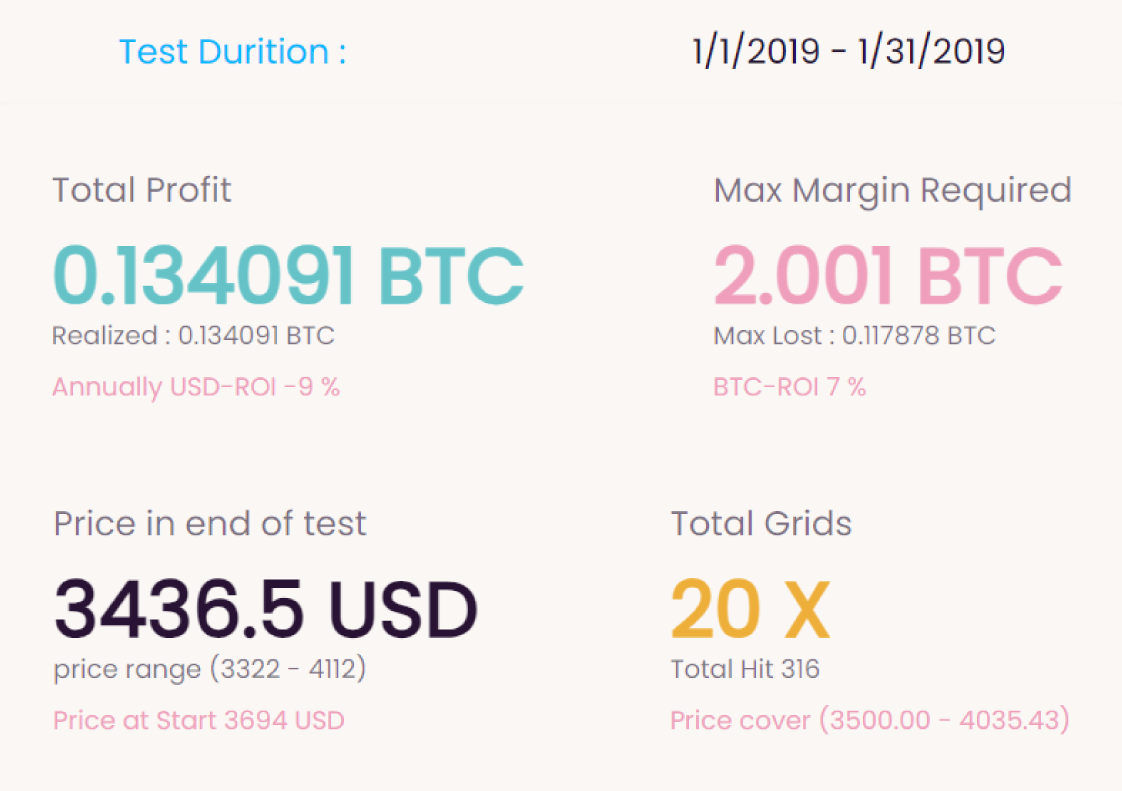 Test Durition : 1/1/2019 - 1/31/2019
Total Profit
0.134091 BTC
Realized : 0.134091 BTC
Annually USD-ROI -9 %
Max Margin Required
2.001 BTC
Max Lost : 0.117878 BTC
BTC-ROI 7 %
Price in end of test
3436.5 USD
price range (3322 - 4112)
Price at Start 3694 USD
Total Grids
20 X
Total Hit 316
Price cover (3500.00 - 4035.43)